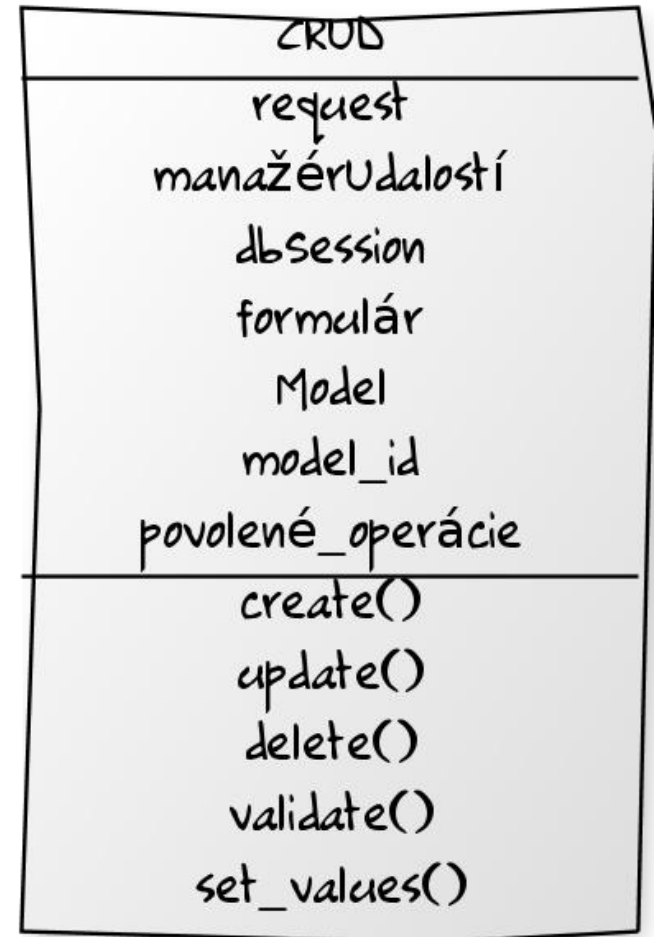 CRUD
request
manažérUdalostí
dbSession
formulár
Model
model_id
povolené_operácie
create()
update()
delete()
validate()
set_values()